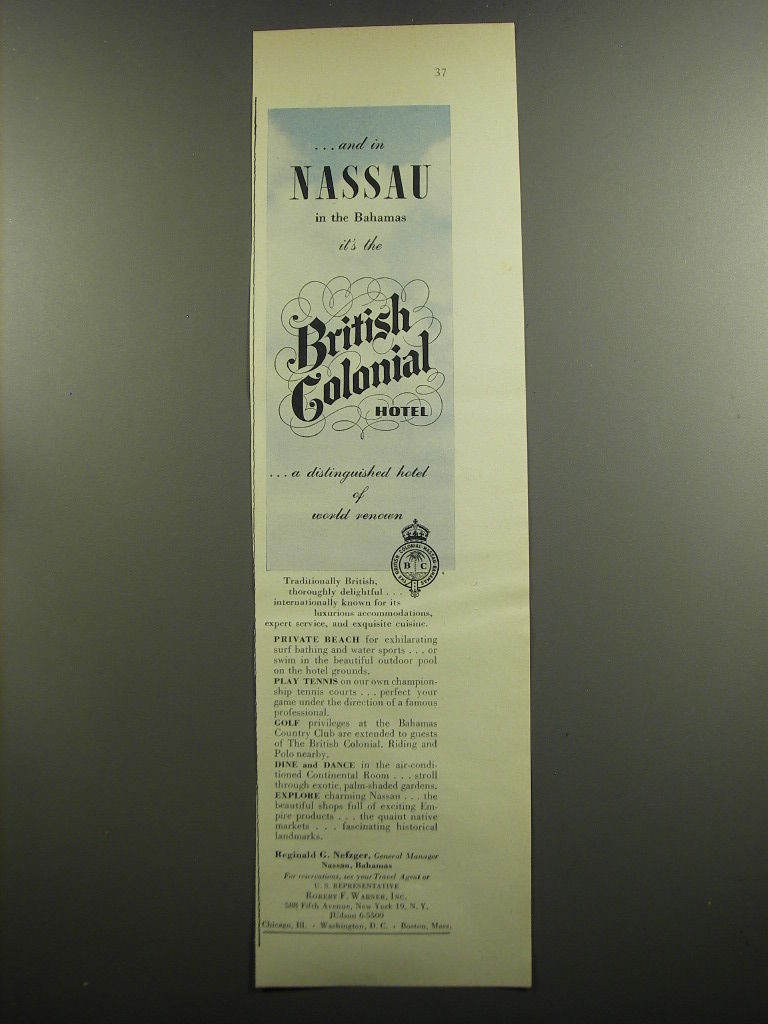 37
...and in
NASSAU
in the Bahamas
it's the
British
Colonial
HOTEL
...a distinguished hotel
of
world renown
THE BRITISH COLONIAL · NASSAU BAHAMAS
B C
Traditionally British,
thoroughly delightful . . .
internationally known for its
luxurious accommodations,
expert service, and exquisite cuisine.
PRIVATE BEACH for exhilarating
surf bathing and water sports . . . or
swim in the beautiful outdoor pool
on the hotel grounds.
PLAY TENNIS on our own champion-
ship tennis courts . . . perfect your
game under the direction of a famous
professional.
GOLF privileges at the Bahamas
Country Club are extended to guests
of The British Colonial. Riding and
Polo nearby.
DINE and DANCE in the air-condi-
tioned Continental Room . . . stroll
through exotic, palm-shaded gardens.
EXPLORE charming Nassau . . . the
beautiful shops full of exciting Em-
pire products . . . the quaint native
markets . . . fascinating historical
landmarks.
Reginald G. Nefzger, General Manager
Nassau, Bahamas
For reservations, see your Travel Agent or
U. S. REPRESENTATIVE
ROBERT F. WARNER, INC.
588 Fifth Avenue, New York 19, N. Y.
JUdson 6-5500
Chicago, Ill. • Washington, D. C. • Boston, Mass.